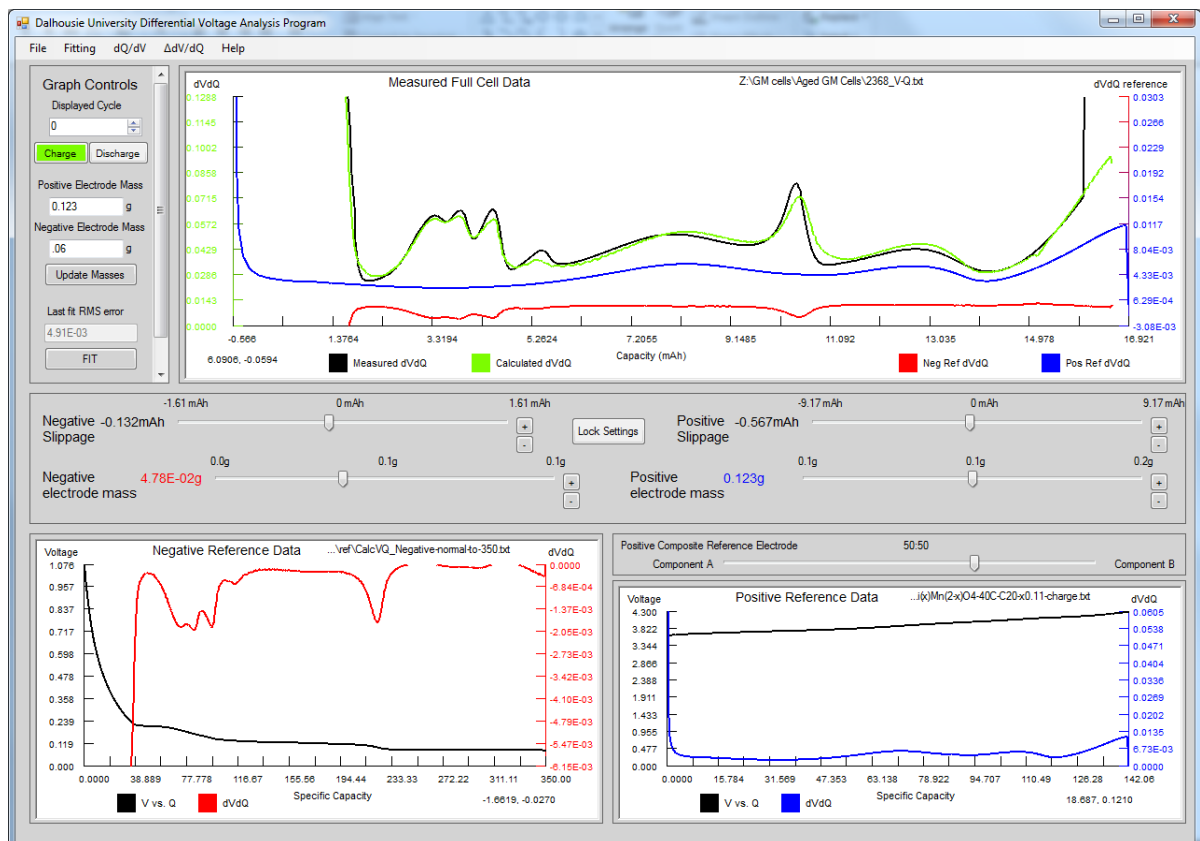 Dalhousie University Differential Voltage Analysis Program
File Fitting dQ/dV ΔdV/dQ Help
Graph Controls
Displayed Cycle
0
Charge Discharge
Positive Electrode Mass
0.123 g
Negative Electrode Mass
.06 g
Update Masses
Last fit RMS error
4.91E-03
FIT
dVdQ Measured Full Cell Data Z:\GM cells\Aged GM Cells\2368_V-Q.txt dVdQ reference
0.1288 0.0303
0.1145 0.0266
0.1002 0.0229
0.0858 0.0192
0.0715 0.0154
0.0572 0.0117
0.0429 8.04E-03
0.0286 4.33E-03
0.0143 6.29E-04
0.0000 -3.08E-03
-0.566 1.3764 3.3194 5.2624 7.2055 9.1485 11.092 13.035 14.978 16.921
6.0906, -0.0594 Capacity (mAh)
Measured dVdQ Calculated dVdQ Neg Ref dVdQ Pos Ref dVdQ
-1.61 mAh 0 mAh 1.61 mAh
Negative Slippage -0.132mAh
+
-
0.0g 0.1g 0.1g
Negative electrode mass 4.78E-02g
+
-
Lock Settings
-9.17 mAh 0 mAh 9.17 mAh
Positive Slippage -0.567mAh
+
-
0.1g 0.1g 0.2g
Positive electrode mass 0.123g
+
-
Voltage Negative Reference Data ...\ref\CalcVQ_Negative-normal-to-350.txt dVdQ
1.076 0.0000
0.957 -6.84E-04
0.837 -1.37E-03
0.717 -2.05E-03
0.598 -2.73E-03
0.478 -3.42E-03
0.358 -4.10E-03
0.239 -4.79E-03
0.119 -5.47E-03
0.000 -6.15E-03
0.0000 38.889 77.778 116.67 155.56 194.44 233.33 272.22 311.11 350.00
Specific Capacity
V vs. Q dVdQ -1.6619, -0.0270
Positive Composite Reference Electrode 50:50
Component A Component B
Voltage Positive Reference Data ...i(x)Mn(2-x)O4-40C-C20-x0.11-charge.txt dVdQ
4.300 0.0605
3.822 0.0538
3.344 0.0471
2.866 0.0404
2.389 0.0336
1.911 0.0269
1.433 0.0202
0.955 0.0135
0.477 6.73E-03
0.000 0.0000
0.0000 15.784 31.569 47.353 63.138 78.922 94.707 110.49 126.28 142.06
Specific Capacity
V vs. Q dVdQ 18.687, 0.1210